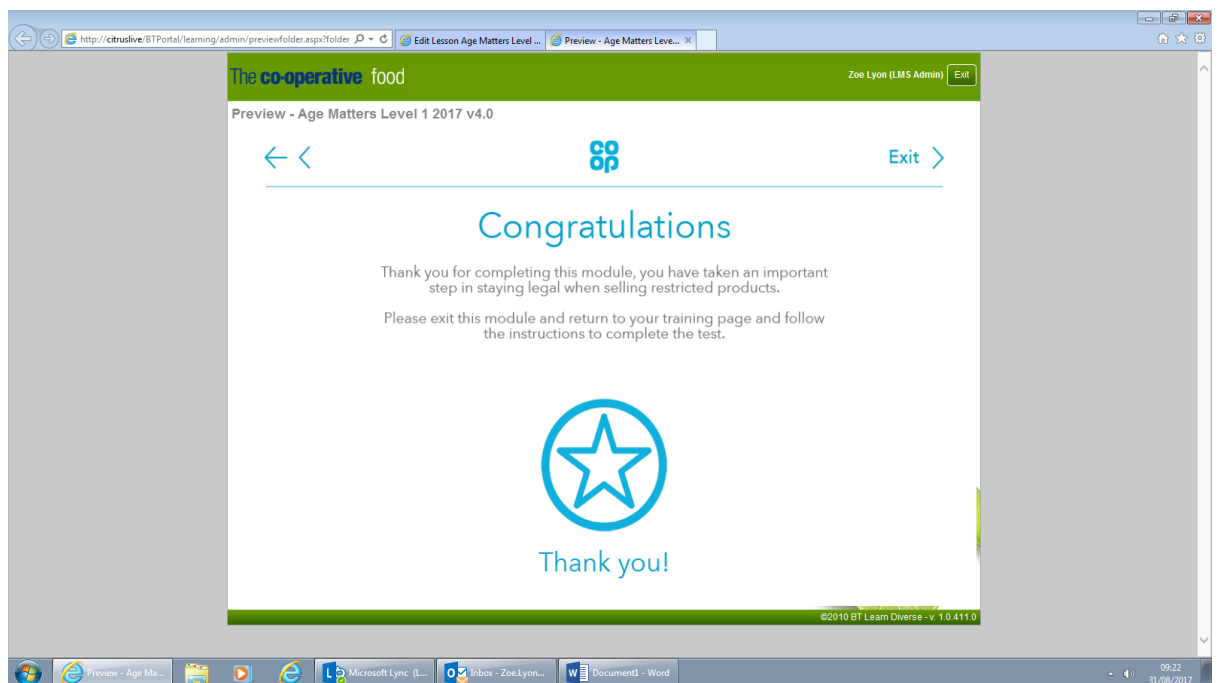 http://citruslive/BTPortal/learning/admin/previewfolder.aspx?folder
Edit Lesson Age Matters Level ...
Preview - Age Matters Leve...
The co-operative food
Zoe Lyon (LMS Admin)
Exit
Preview - Age Matters Level 1 2017 v4.0
co
op
Exit
Congratulations
Thank you for completing this module, you have taken an important
step in staying legal when selling restricted products.
Please exit this module and return to your training page and follow
the instructions to complete the test.
Thank you!
©2010 BT Learn Diverse - v. 1.0.411.0
Preview - Age Ma...
Microsoft Lync (L...
Inbox - Zoe.Lyon...
Document1 - Word
09:22
31/08/2017